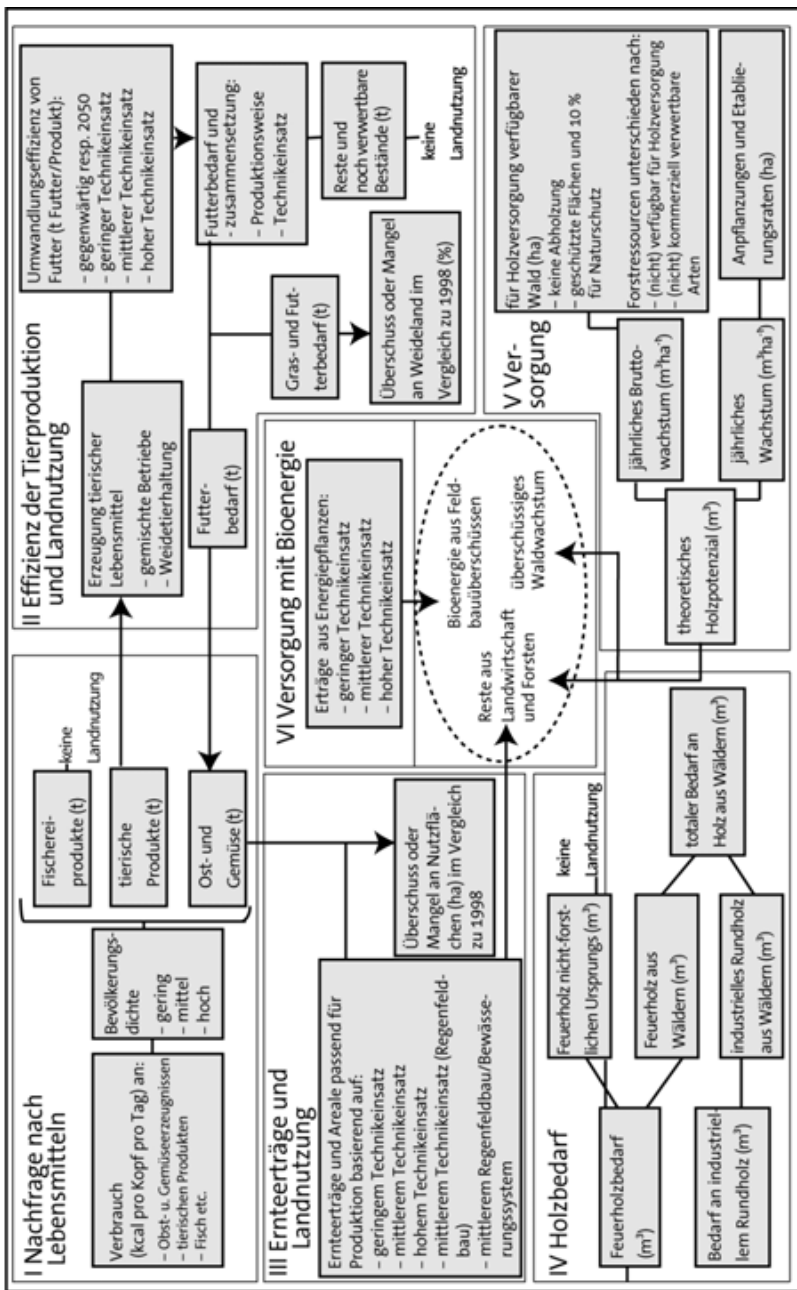 I Nachfrage nach
Lebensmitteln
Verbrauch
(kcal pro Kopf pro Tag) an:
– Obst- u. Gemüseerzeugnissen
– tierischen Produkten
– Fisch etc.
Bevölkerungs-
dichte
– gering
– mittel
– hoch
Fischerei-
produkte (t)
keine
Landnutzung
tierische
Produkte (t)
Ost- und
Gemüse (t)
II Effizienz der Tierproduktion
und Landnutzung
Erzeugung tierischer
Lebensmittel
– gemischte Betriebe
– Weidetierhaltung
Umwandlungseffizienz von
Futter (t Futter/Produkt):
– gegenwärtig resp. 2050
– geringer Technikeinsatz
– mittlerer Technikeinsatz
– hoher Technikeinsatz
Futter-
bedarf (t)
Futterbedarf und
- zusammensetzung:
– Produktionsweise
– Technikeinsatz
Gras- und Fut-
terbedarf (t)
Reste und
noch verwertbare
Bestände (t)
keine
Landnutzung
Überschuss oder Mangel
an Weideland im
Vergleich zu 1998 (%)
III Ernteerträge und
Landnutzung
Ernteerträge und Areale passend für
Produktion basierend auf:
– geringem Technikeinsatz
– mittlerem Technikeinsatz
– hohem Technikeinsatz
– mittlerem Technikeinsatz (Regenfeld-
bau)
– mittlerem Regenfeldbau/Bewässe-
rungssystem
Überschuss oder
Mangel an Nutzflä-
chen (ha) im Vergleich
zu 1998
VI Versorgung mit Bioenergie
Erträge aus Energiepflanzen:
– geringer Technikeinsatz
– mittlerer Technikeinsatz
– hoher Technikeinsatz
Bioenergie aus Feld-
bauüberschüssen
Reste aus
Landwirtschaft
und Forsten
überschüssiges
Waldwachstum
IV Holzbedarf
Feuerholzbedarf
(m³)
Feuerholz nicht-forst-
lichen Ursprungs (m³)
keine
Landnutzung
Feuerholz aus
Wäldern (m³)
Bedarf an industriel-
lem Rundholz (m³)
industrielles Rundholz
aus Wäldern (m³)
totaler Bedarf an
Holz aus Wäldern (m³)
V Ver-
sorgung
theoretisches
Holzpotenzial (m³)
jährliches Brutto-
wachstum (m³ha⁻¹)
jährliches
Wachstum (m³ha⁻¹)
für Holzversorgung verfügbarer
Wald (ha)
– keine Abholzung
– geschützte Flächen und 10 %
für Naturschutz
Forstressourcen unterschieden nach:
– (nicht) verfügbar für Holzversorgung
– (nicht) kommerziell verwertbare
Arten
Anpflanzungen und Etablie-
rungsraten (ha)